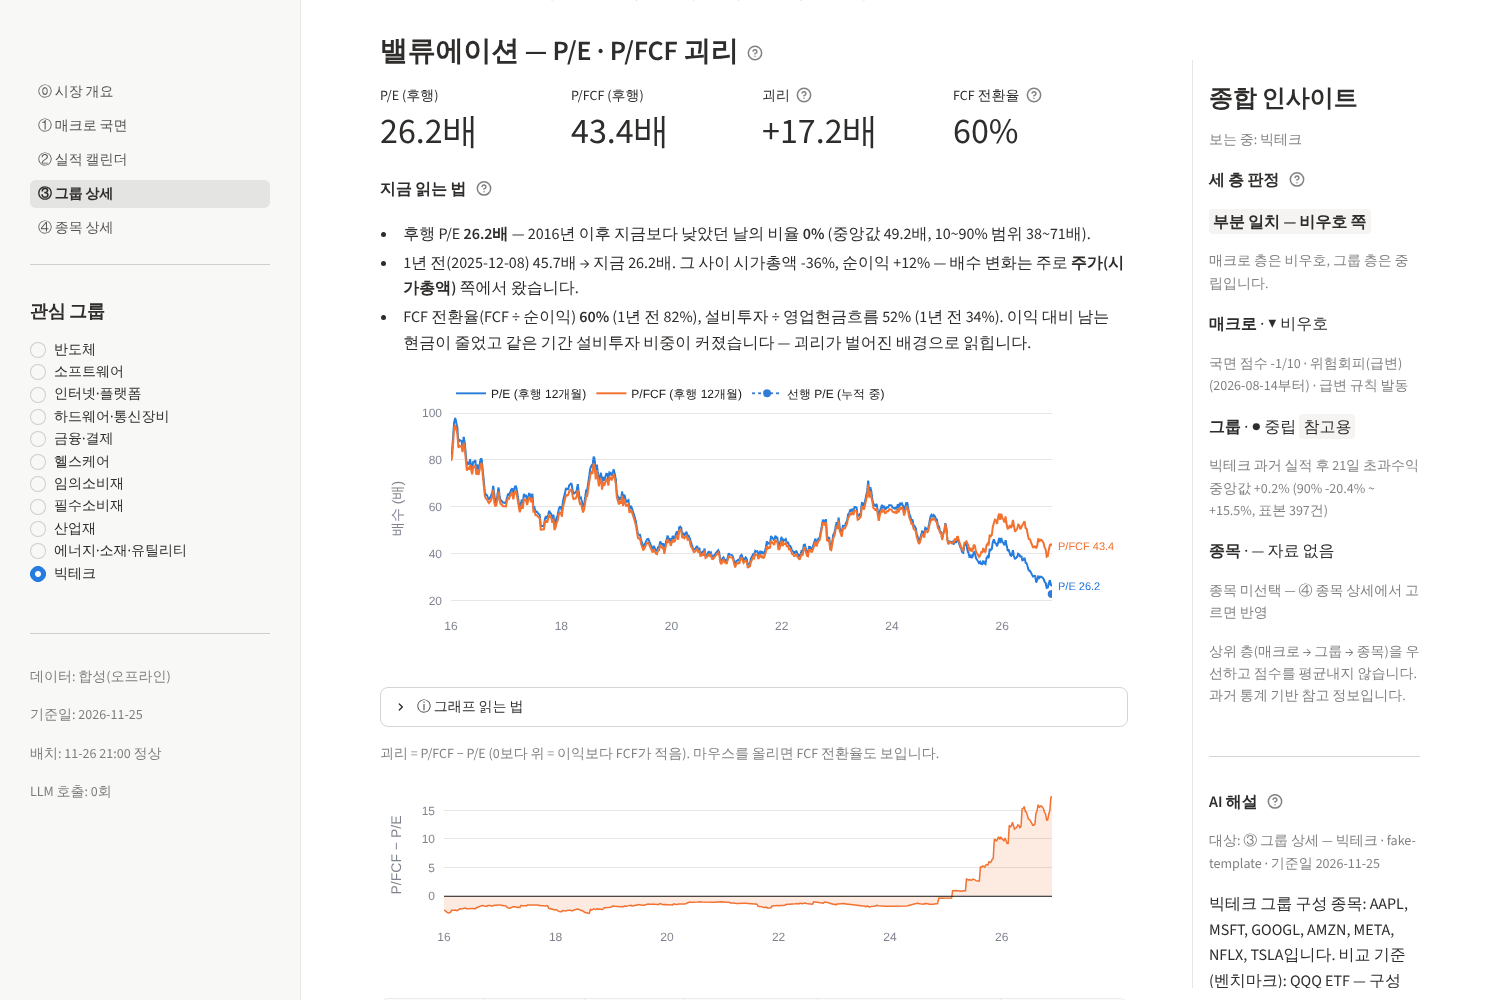 ⓪ 시장 개요
① 매크로 국면
② 실적 캘린더
③ 그룹 상세
④ 종목 상세
관심 그룹
반도체
소프트웨어
인터넷·플랫폼
하드웨어·통신장비
금융·결제
헬스케어
임의소비재
필수소비재
산업재
에너지·소재·유틸리티
빅테크
데이터: 합성(오프라인)
기준일: 2026-11-25
배치: 11-26 21:00 정상
LLM 호출: 0회
밸류에이션 — P/E · P/FCF 괴리
P/E (후행)
26.2배
P/FCF (후행)
43.4배
괴리
+17.2배
FCF 전환율
60%
지금 읽는 법
• 후행 P/E 26.2배 — 2016년 이후 지금보다 낮았던 날의 비율 0% (중앙값 49.2배, 10~90% 범위 38~71배).
• 1년 전(2025-12-08) 45.7배 → 지금 26.2배. 그 사이 시가총액 -36%, 순이익 +12% — 배수 변화는 주로 주가(시
가총액) 쪽에서 왔습니다.
• FCF 전환율(FCF ÷ 순이익) 60% (1년 전 82%), 설비투자 ÷ 영업현금흐름 52% (1년 전 34%). 이익 대비 남는
현금이 줄었고 같은 기간 설비투자 비중이 커졌습니다 — 괴리가 벌어진 배경으로 읽힙니다.
P/E (후행 12개월)
P/FCF (후행 12개월)
선행 P/E (누적 중)
배수 (배)
100
80
60
40
20
P/FCF 43.4
P/E 26.2
16 18 20 22 24 26
ⓘ 그래프 읽는 법
괴리 = P/FCF − P/E (0보다 위 = 이익보다 FCF가 적음). 마우스를 올리면 FCF 전환율도 보입니다.
P/FCF − P/E
15
10
5
0
16 18 20 22 24 26
종합 인사이트
보는 중: 빅테크
세 층 판정
부분 일치 — 비우호 쪽
매크로 층은 비우호, 그룹 층은 중
립입니다.
매크로 · ▼ 비우호
국면 점수 -1/10 · 위험회피(급변)
(2026-08-14부터) · 급변 규칙 발동
그룹 · ● 중립 참고용
빅테크 과거 실적 후 21일 초과수익
중앙값 +0.2% (90% -20.4% ~
+15.5%, 표본 397건)
종목 · — 자료 없음
종목 미선택 — ④ 종목 상세에서 고
르면 반영
상위 층(매크로 → 그룹 → 종목)을 우
선하고 점수를 평균내지 않습니다.
과거 통계 기반 참고 정보입니다.
AI 해설
대상: ③ 그룹 상세 — 빅테크 · fake-
template · 기준일 2026-11-25
빅테크 그룹 구성 종목: AAPL,
MSFT, GOOGL, AMZN, META,
NFLX, TSLA입니다. 비교 기준
(벤치마크): QQQ ETF — 구성